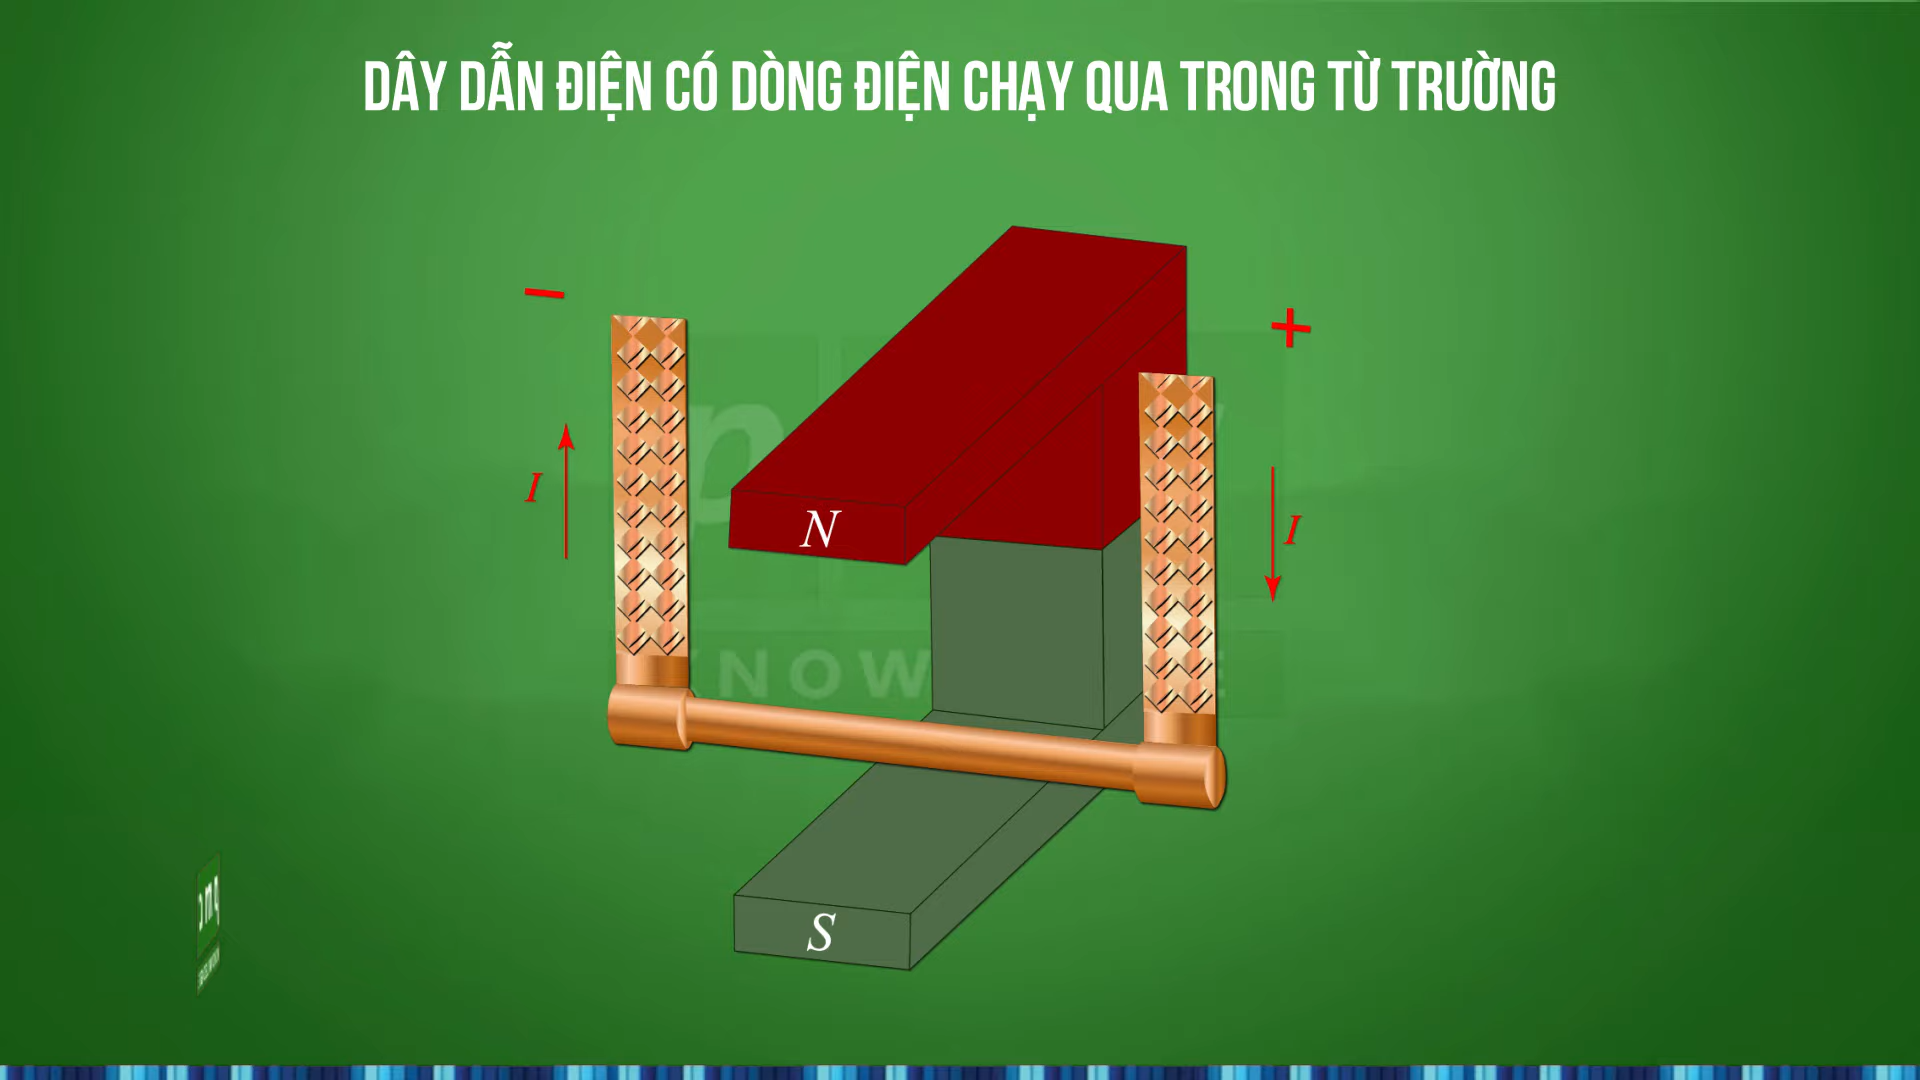 DÂY DẪN ĐIỆN CÓ DÒNG ĐIỆN CHẠY QUA TRONG TỪ TRƯỜNG
−
+
I
I
N
S